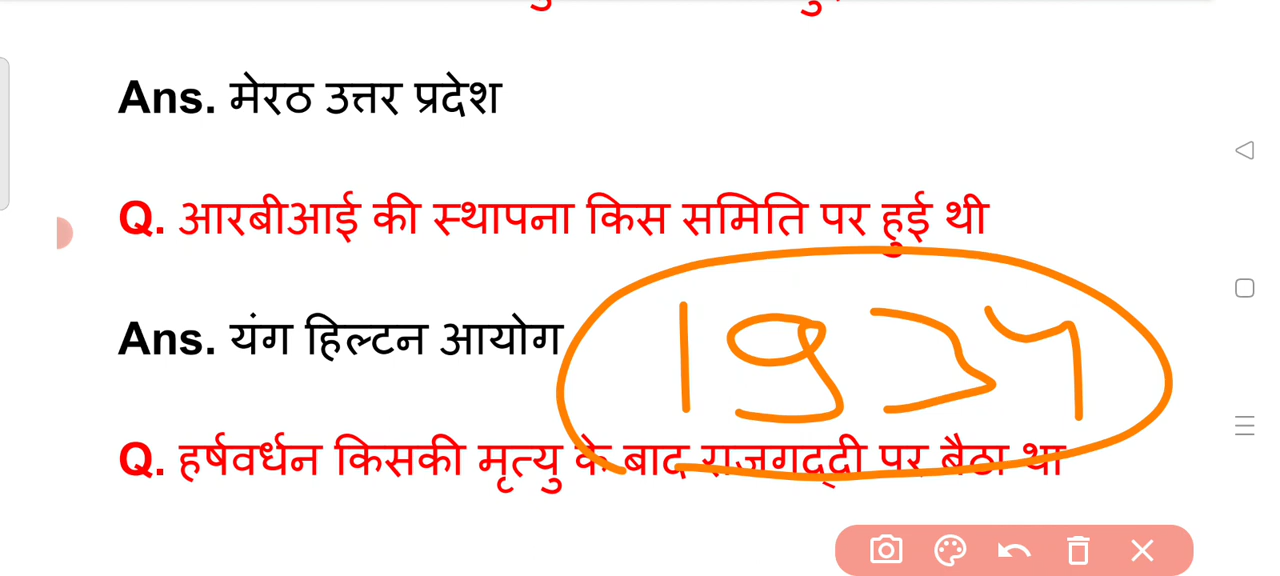 Ans. मेरठ उत्तर प्रदेश
Q. आरबीआई की स्थापना किस समिति पर हुई थी
Ans. यंग हिल्टन आयोग
1934
Q. हर्षवर्धन किसकी मृत्यु के बाद राजगद्दी पर बैठा था